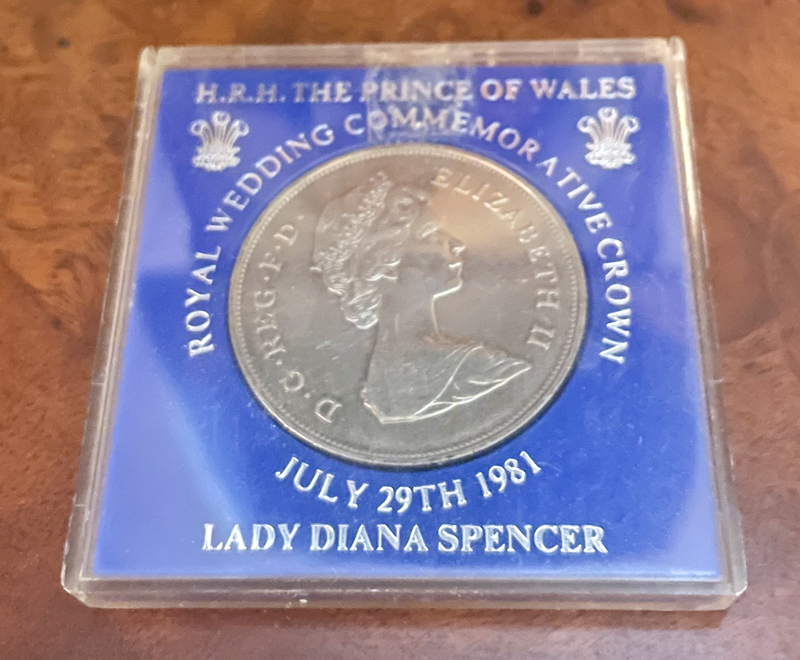 H.R.H. THE PRINCE OF WALES
ROYAL WEDDING COMMEMORATIVE CROWN
D·G·REG·F·D·
ELIZABETH II
JULY 29TH 1981
LADY DIANA SPENCER